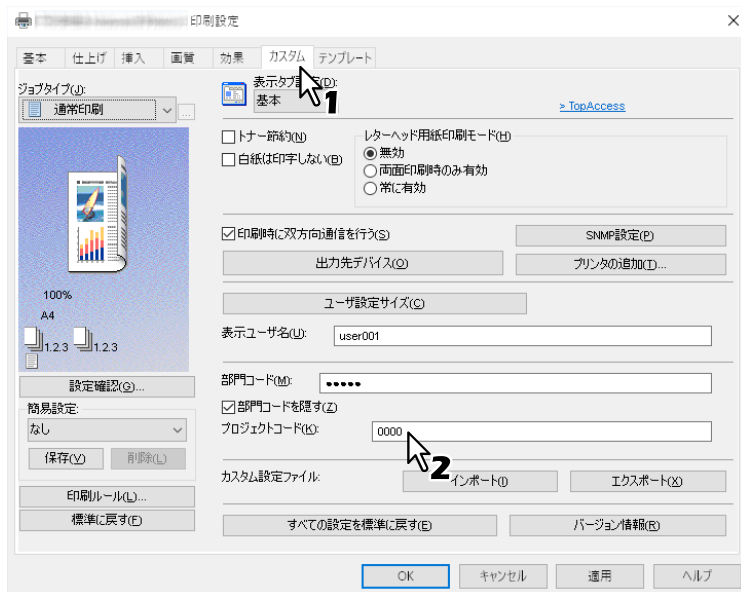 印刷設定
基本 仕上げ 挿入 画質 効果 カスタム テンプレート
ジョブタイプ(J):
通常印刷
...
100%
A4
1.2.3 1.2.3
設定確認(G)...
簡易設定:
なし
保存(V) 削除(L)
印刷ルール(L)...
標準に戻す(F)
(D):
基本
1
> TopAccess
トナー節約(N)
白紙は印字しない(B)
レターヘッド用紙印刷モード(H)
無効
両面印刷時のみ有効
常に有効
印刷時に双方向通信を行う(S)
SNMP設定(P)
出力先デバイス(O)
プリンタの追加(T)...
ユーザ設定サイズ(C)
表示ユーザ名(U): user001
部門コード(M): •••••
部門コードを隠す(Z)
プロジェクトコード(K): 0000
2
カスタム設定ファイル: インポート(I) エクスポート(X)
すべての設定を標準に戻す(E) バージョン情報(R)
OK キャンセル 適用 ヘルプ